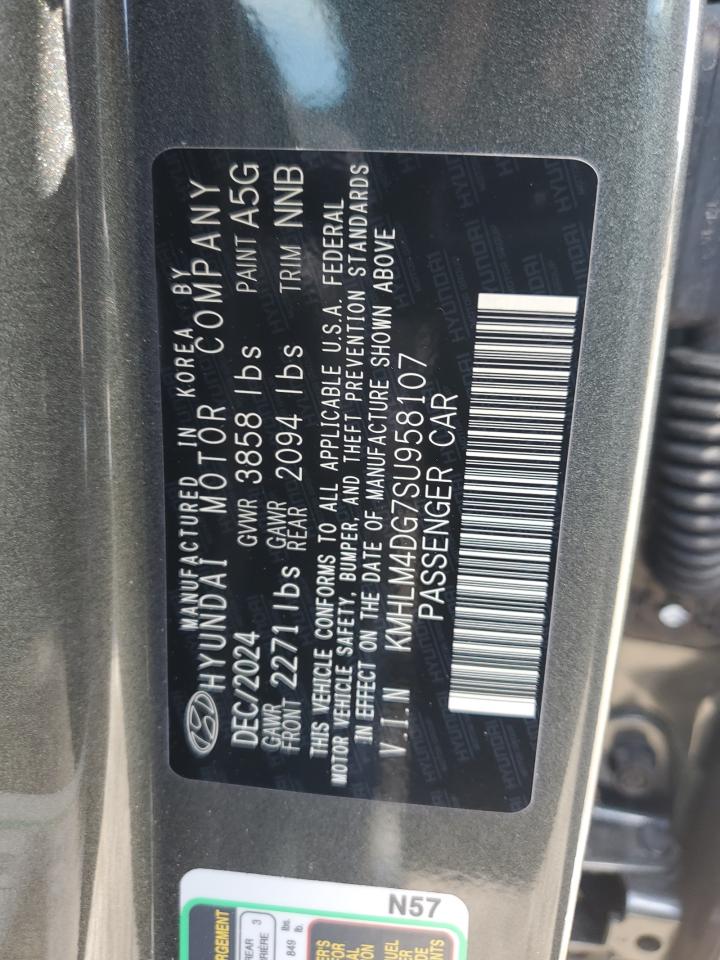 MANUFACTURED IN KOREA BY
HYUNDAI MOTOR COMPANY
DEC/2024 GVWR 3858 lbs PAINT A5G
GAWR FRONT 2271 lbs GAWR REAR 2094 lbs TRIM NNB
THIS VEHICLE CONFORMS TO ALL APPLICABLE U.S.A. FEDERAL
MOTOR VEHICLE SAFETY, BUMPER, AND THEFT PREVENTION STANDARDS
IN EFFECT ON THE DATE OF MANUFACTURE SHOWN ABOVE
V.I.N KMHLM4DG7SU958107
PASSENGER CAR
N57